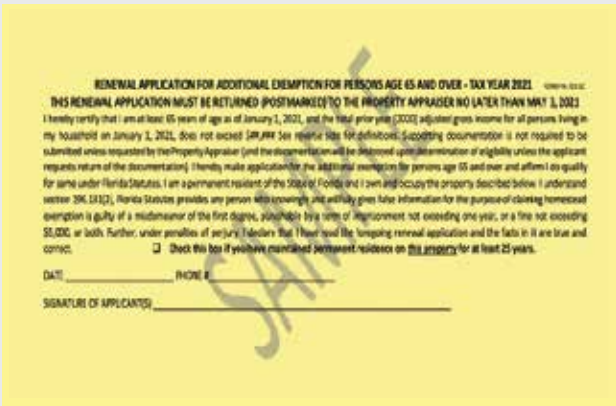 RENEWAL APPLICATION FOR ADDITIONAL EXEMPTION FOR PERSONS AGE 65 AND OVER - TAX YEAR 2021
THIS RENEWAL APPLICATION MUST BE RETURNED (POSTMARKED) TO THE PROPERTY APPRAISER NO LATER THAN MAY 3, 2021
I hereby certify that I am at least 65 years of age as of January 1, 2021, and the total prior year (2020) adjusted gross income for all persons living in
my household on January 1, 2021, does not exceed See reverse side for definitions. Supporting documentation is not required to be
submitted unless requested by the Property Appraiser (and the documentation will be destroyed upon determination of eligibility unless the applicant
requests return of the documentation). I hereby make application for the additional exemption for persons age 65 and over and affirm I do qualify
for same under Florida Statutes. I am a permanent resident of the State of Florida and I own and occupy the property described below. I understand
section 196.131(2), Florida Statutes provides any person who knowingly and willfully gives false information for the purpose of claiming homestead
exemption is guilty of a misdemeanor of the first degree, punishable by a term of imprisonment not exceeding one year, or a fine not exceeding
$5,000, or both. Further, under penalties of perjury, I declare that I have read the foregoing renewal application and the facts in it are true and
correct. ❑ Check this box if you have maintained permanent residence on this property for at least 25 years.
DATE PHONE #
SIGNATURE OF APPLICANT(S)
SAMPLE